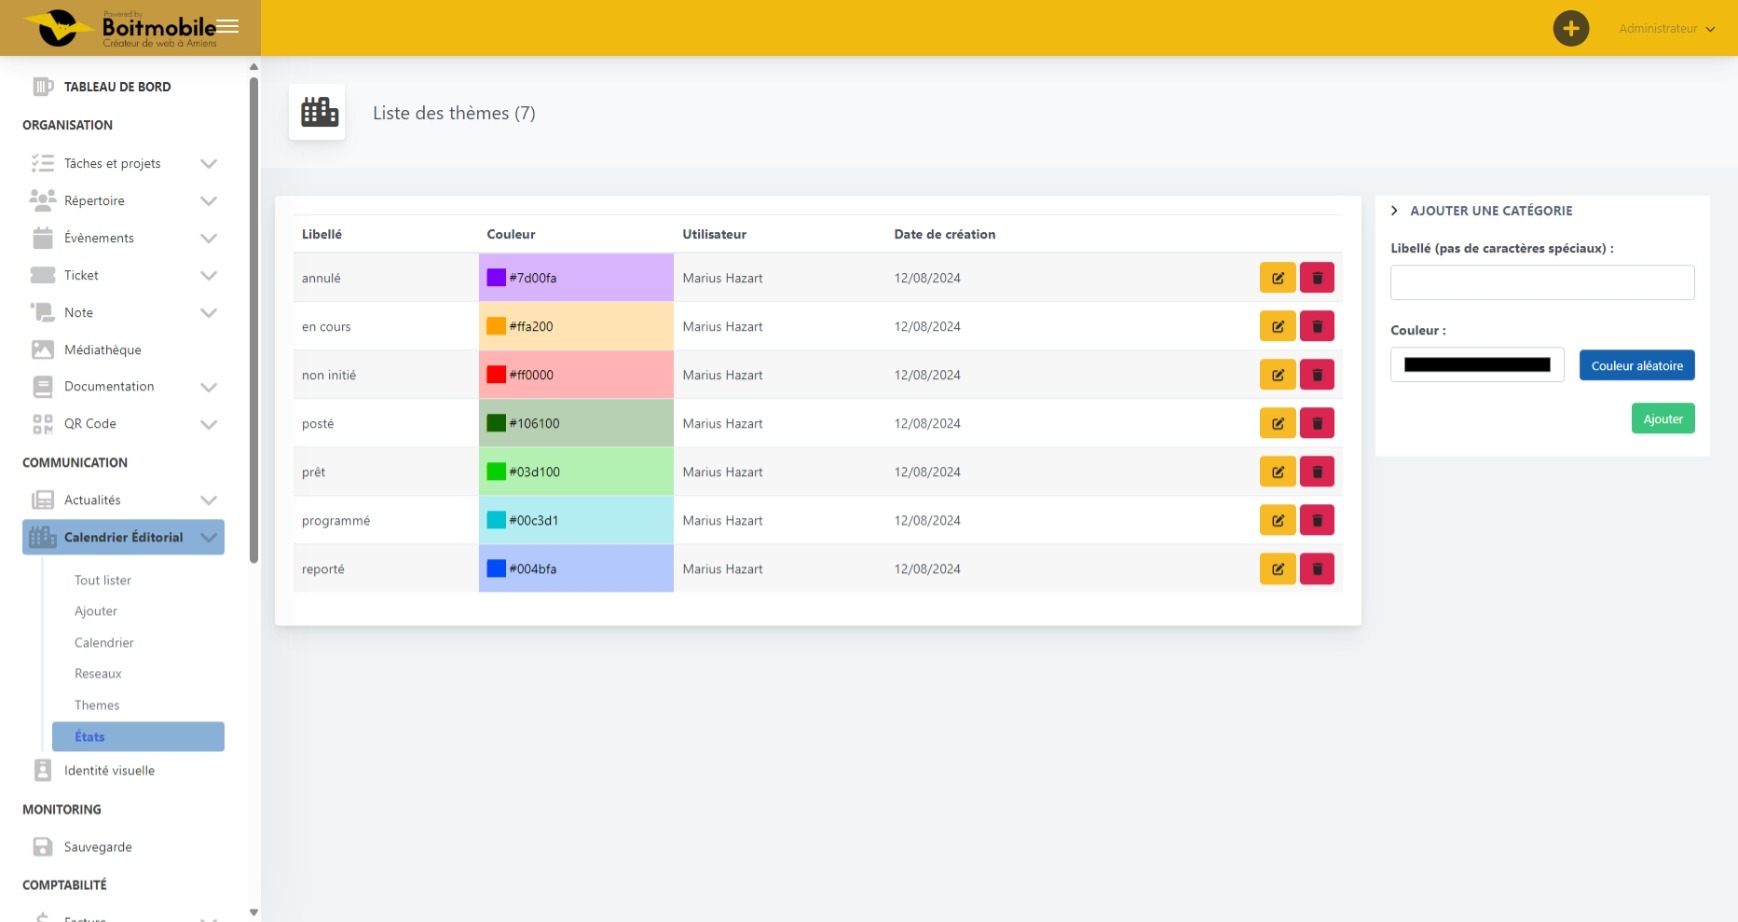 Powered by
Boitmobile
Créateur de web à Amiens
Administrateur
TABLEAU DE BORD
ORGANISATION
Tâches et projets
Répertoire
Évènements
Ticket
Note
Médiathèque
Documentation
QR Code
COMMUNICATION
Actualités
Calendrier Éditorial
Tout lister
Ajouter
Calendrier
Reseaux
Themes
États
Identité visuelle
MONITORING
Sauvegarde
COMPTABILITÉ
Facture
Liste des thèmes (7)
Libellé Couleur Utilisateur Date de création
annulé #7d00fa Marius Hazart 12/08/2024
en cours #ffa200 Marius Hazart 12/08/2024
non initié #ff0000 Marius Hazart 12/08/2024
posté #106100 Marius Hazart 12/08/2024
prêt #03d100 Marius Hazart 12/08/2024
programmé #00c3d1 Marius Hazart 12/08/2024
reporté #004bfa Marius Hazart 12/08/2024
AJOUTER UNE CATÉGORIE
Libellé (pas de caractères spéciaux) :
Couleur :
Couleur aléatoire
Ajouter